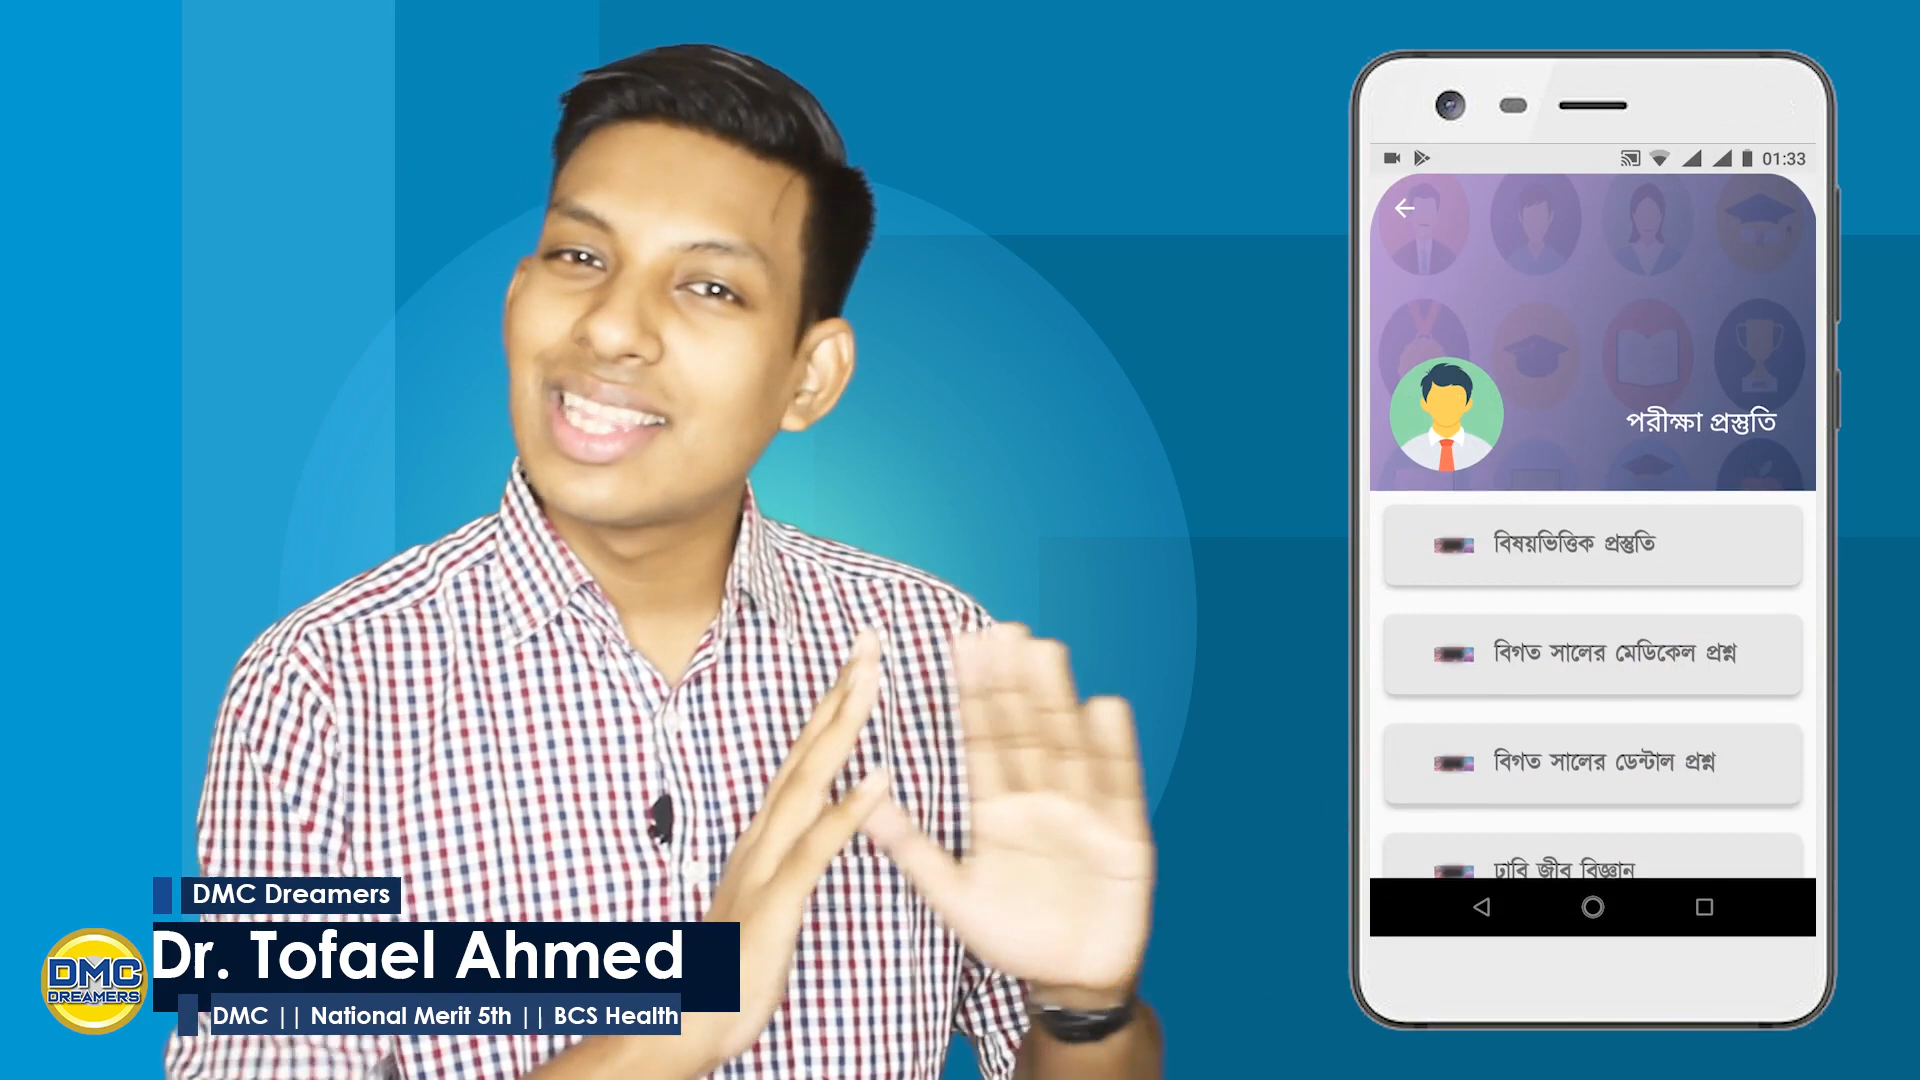 01:33
পরীক্ষা প্রস্তুতি
বিষয়ভিত্তিক প্রস্তুতি
বিগত সালের মেডিকেল প্রশ্ন
বিগত সালের ডেন্টাল প্রশ্ন
ঢাবি জীব বিজ্ঞান
DMC Dreamers
Dr. Tofael Ahmed
DMC || National Merit 5th || BCS Health
DMC
DREAMERS